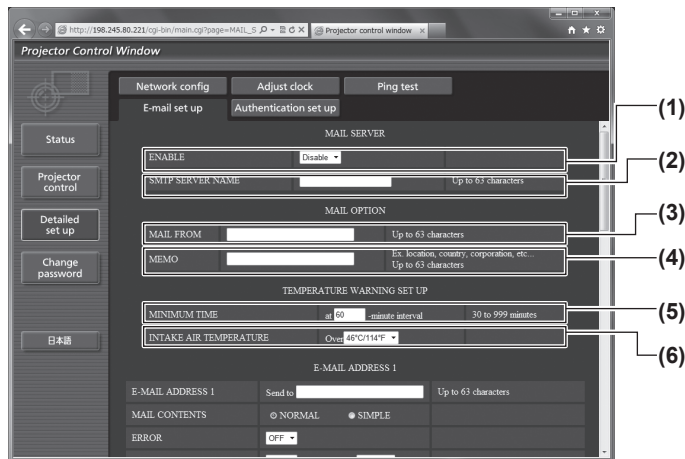 http://198.245.80.221/cgi-bin/main.cgi?page=MAIL_S
Projector control window
Projector Control Window
Network config Adjust clock Ping test
E-mail set up Authentication set up
Status
Projector control
Detailed set up
Change password
日本語
MAIL SERVER
ENABLE Disable
(1)
SMTP SERVER NAME Up to 63 characters
(2)
MAIL OPTION
MAIL FROM Up to 63 characters
(3)
MEMO Ex. location, country, corporation, etc...
Up to 63 characters
(4)
TEMPERATURE WARNING SET UP
MINIMUM TIME at 60 -minute interval 30 to 999 minutes
(5)
INTAKE AIR TEMPERATURE Over 46°C/114°F
(6)
E-MAIL ADDRESS 1
E-MAIL ADDRESS 1 Send to Up to 63 characters
MAIL CONTENTS NORMAL SIMPLE
ERROR OFF